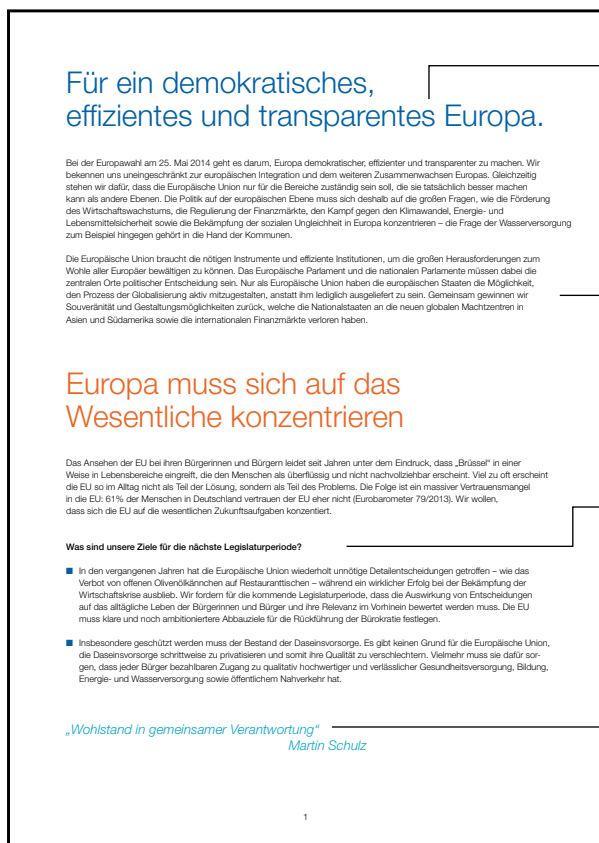 Für ein demokratisches,
effizientes und transparentes Europa.
Bei der Europawahl am 25. Mai 2014 geht es darum, Europa demokratischer, effizienter und transparenter zu machen. Wir
bekennen uns uneingeschränkt zur europäischen Integration und dem weiteren Zusammenwachsen Europas. Gleichzeitig
stehen wir dafür, dass die Europäische Union nur für die Bereiche zuständig sein soll, die sie tatsächlich besser machen
kann als andere Ebenen. Die Politik auf der europäischen Ebene muss sich deshalb auf die großen Fragen, wie die Förderung
des Wirtschaftswachstums, die Regulierung der Finanzmärkte, den Kampf gegen den Klimawandel, Energie- und
Lebensmittelsicherheit sowie die Bekämpfung der sozialen Ungleichheit in Europa konzentrieren – die Frage der Wasserversorgung
zum Beispiel hingegen gehört in die Hand der Kommunen.
Die Europäische Union braucht die nötigen Instrumente und effiziente Institutionen, um die großen Herausforderungen zum
Wohle aller Europäer bewältigen zu können. Das Europäische Parlament und die nationalen Parlamente müssen dabei die
zentralen Orte politischer Entscheidung sein. Nur als Europäische Union haben die europäischen Staaten die Möglichkeit,
den Prozess der Globalisierung aktiv mitzugestalten, anstatt ihm lediglich ausgeliefert zu sein. Gemeinsam gewinnen wir
Souveränität und Gestaltungsmöglichkeiten zurück, welche die Nationalstaaten an die neuen globalen Machtzentren in
Asien und Südamerika sowie die internationalen Finanzmärkte verloren haben.
Europa muss sich auf das
Wesentliche konzentrieren
Das Ansehen der EU bei ihren Bürgerinnen und Bürgern leidet seit Jahren unter dem Eindruck, dass „Brüssel“ in einer
Weise in Lebensbereiche eingreift, die den Menschen als überflüssig und nicht nachvollziehbar erscheint. Viel zu oft erscheint
die EU so im Alltag nicht als Teil der Lösung, sondern als Teil des Problems. Die Folge ist ein massiver Vertrauensmangel
in die EU: 61% der Menschen in Deutschland vertrauen der EU eher nicht (Eurobarometer 79/2013). Wir wollen,
dass sich die EU auf die wesentlichen Zukunftsaufgaben konzentiert.
Was sind unsere Ziele für die nächste Legislaturperiode?
■ In den vergangenen Jahren hat die Europäische Union wiederholt unnötige Detailentscheidungen getroffen – wie das
Verbot von offenen Olivenölkännchen auf Restauranttischen – während ein wirklicher Erfolg bei der Bekämpfung der
Wirtschaftskrise ausblieb. Wir fordern für die kommende Legislaturperiode, dass die Auswirkung von Entscheidungen
auf das alltägliche Leben der Bürgerinnen und Bürger und ihre Relevanz im Vorhinein bewertet werden muss. Die EU
muss klare und noch ambitioniertere Abbauziele für die Rückführung der Bürokratie festlegen.
■ Insbesondere geschützt werden muss der Bestand der Daseinsvorsorge. Es gibt keinen Grund für die Europäische Union,
die Daseinsvorsorge schrittweise zu privatisieren und somit ihre Qualität zu verschlechtern. Vielmehr muss sie dafür sor-
gen, dass jeder Bürger bezahlbaren Zugang zu qualitativ hochwertiger und verlässlicher Gesundheitsversorgung, Bildung,
Energie- und Wasserversorgung sowie öffentlichem Nahverkehr hat.
„Wohlstand in gemeinsamer Verantwortung“
Martin Schulz
1